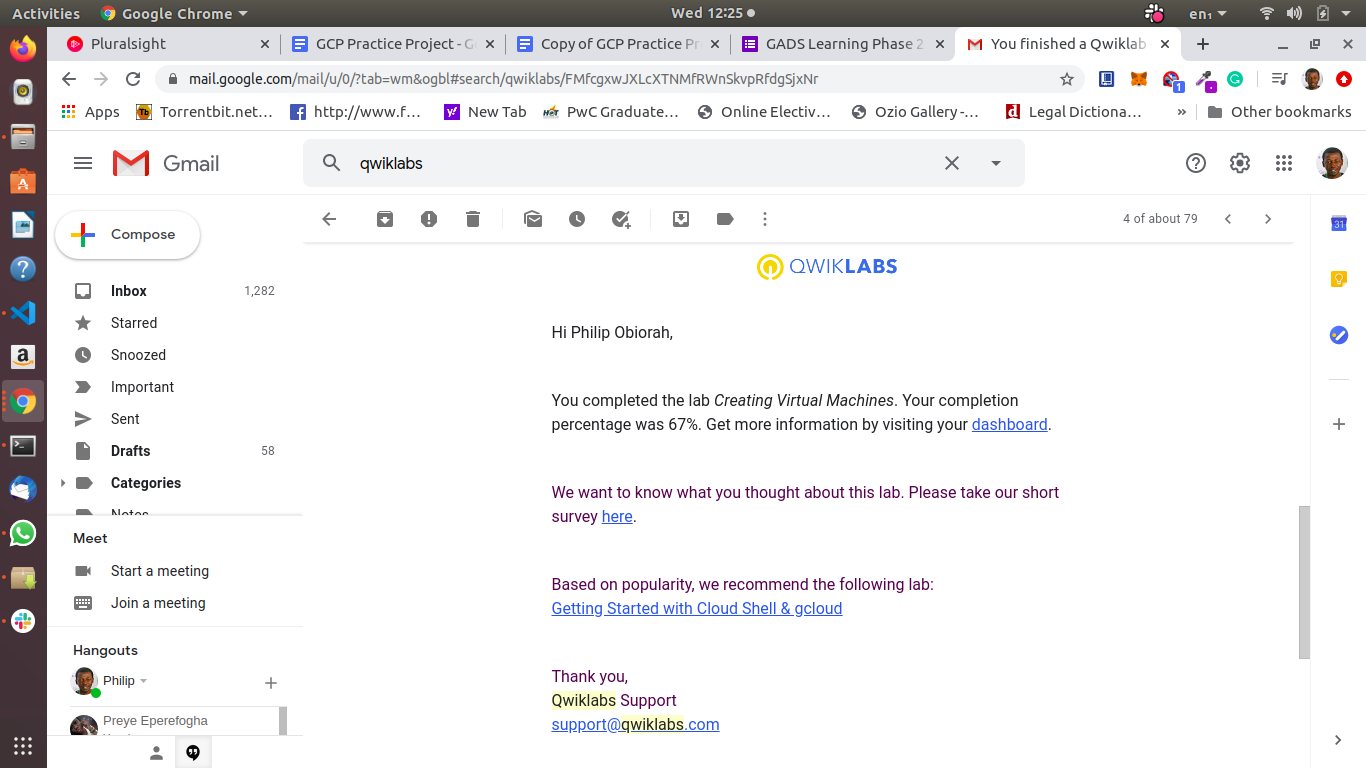 Activities
Google Chrome
Wed 12:25
en₁
Pluralsight
GCP Practice Project - G
Copy of GCP Practice Pr
GADS Learning Phase 2
You finished a Qwiklab
mail.google.com/mail/u/0/?tab=wm&ogbl#search/qwiklabs/FMfcgxwJXLcXTNMfRWnSkvpRfdgSjxNr
1
Apps
Torrentbit.net...
http://www.f...
New Tab
PwC Graduate...
Online Electiv...
Ozio Gallery -...
Legal Dictiona...
»
Other bookmarks
Gmail
qwiklabs
Compose
4 of about 79
31
QWIKLABS
Inbox
1,282
Starred
Snoozed
Important
Sent
Drafts
58
Categories
Notes
Meet
Start a meeting
Join a meeting
Hangouts
Philip
Preye Eperefogha
Hi Philip Obiorah,
You completed the lab Creating Virtual Machines. Your completion
percentage was 67%. Get more information by visiting your dashboard.
We want to know what you thought about this lab. Please take our short
survey here.
Based on popularity, we recommend the following lab:
Getting Started with Cloud Shell & gcloud
Thank you,
Qwiklabs Support
support@qwiklabs.com